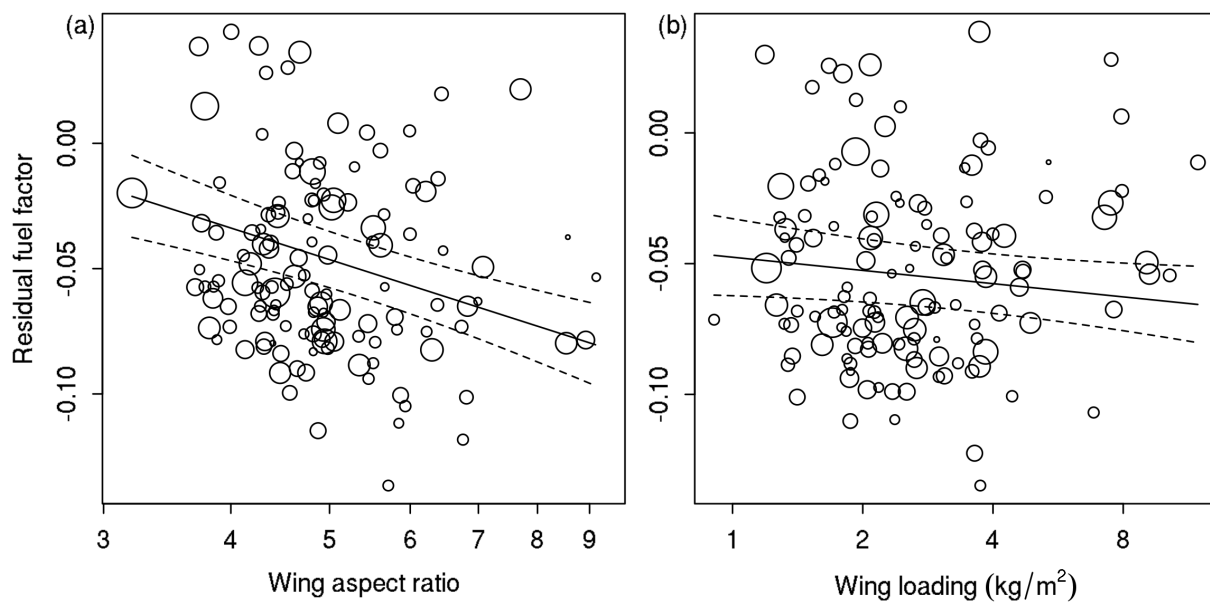 (a)
(b)
Residual fuel factor
0.00
-0.05
-0.10
0.00
-0.05
-0.10
3 4 5 6 7 8 9
1 2 4 8
Wing aspect ratio
Wing loading (kg/m²)